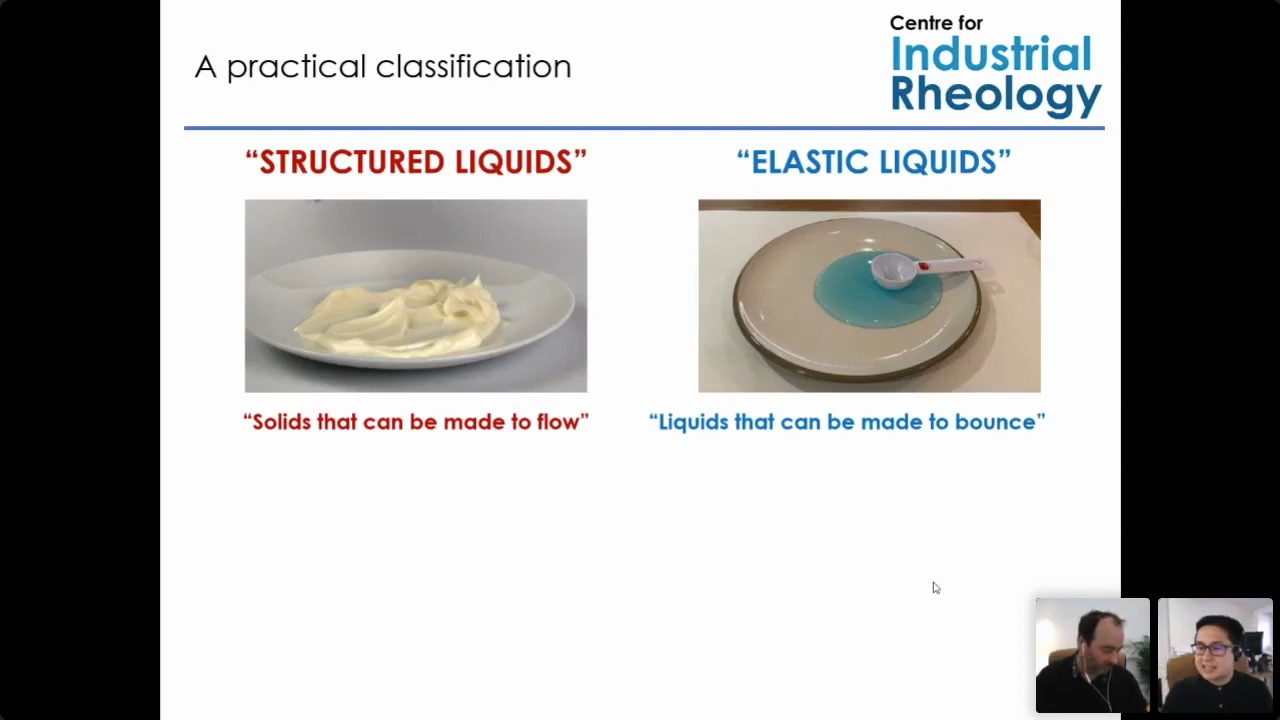 A practical classification
Centre for
Industrial
Rheology
“STRUCTURED LIQUIDS”
“ELASTIC LIQUIDS”
“Solids that can be made to flow”
“Liquids that can be made to bounce”